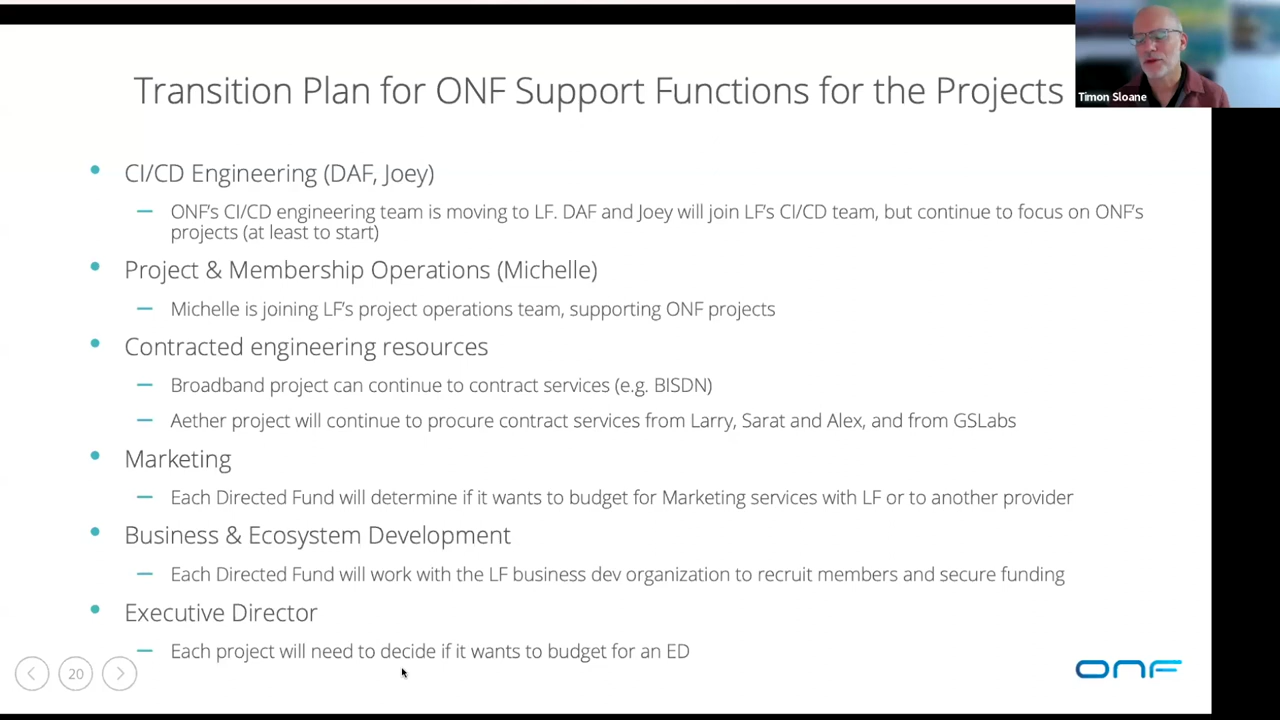 Transition Plan for ONF Support Functions for the Projects
Timon Sloane
• CI/CD Engineering (DAF, Joey)
– ONF's CI/CD engineering team is moving to LF. DAF and Joey will join LF's CI/CD team, but continue to focus on ONF's
projects (at least to start)
• Project & Membership Operations (Michelle)
– Michelle is joining LF's project operations team, supporting ONF projects
• Contracted engineering resources
– Broadband project can continue to contract services (e.g. BISDN)
– Aether project will continue to procure contract services from Larry, Sarat and Alex, and from GSLabs
• Marketing
– Each Directed Fund will determine if it wants to budget for Marketing services with LF or to another provider
• Business & Ecosystem Development
– Each Directed Fund will work with the LF business dev organization to recruit members and secure funding
• Executive Director
– Each project will need to decide if it wants to budget for an ED
20
ONF